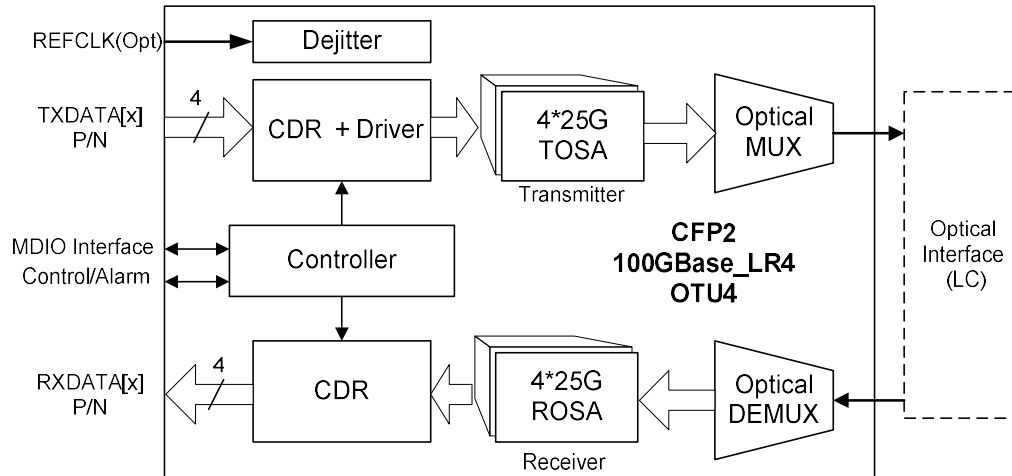 REFCLK(Opt)
Dejitter
TXDATA[x]
P/N
4
CDR + Driver
4*25G
TOSA
Transmitter
Optical
MUX
MDIO Interface
Control/Alarm
Controller
CFP2
100GBase_LR4
OTU4
Optical
Interface
(LC)
RXDATA[x]
P/N
4
CDR
4*25G
ROSA
Receiver
Optical
DEMUX